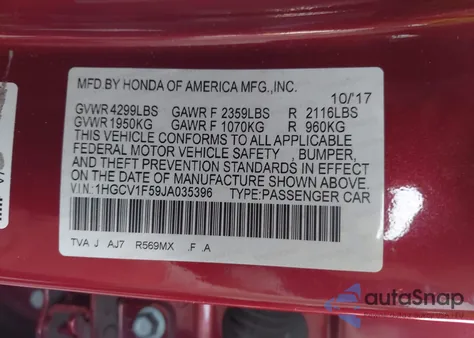 MFD.BY HONDA OF AMERICA MFG.,INC.
10/'17
GVWR 4299LBS GAWR F 2359LBS R 2116LBS
GVWR 1950KG GAWR F 1070KG R 960KG
THIS VEHICLE CONFORMS TO ALL APPLICABLE
FEDERAL MOTOR VEHICLE SAFETY , BUMPER,
AND THEFT PREVENTION STANDARDS IN EFFECT
ON THE DATE OF MANUFACTURE SHOWN ABOVE.
V.I.N.:1HGCV1F59JA035396 TYPE:PASSENGER CAR
TVA J AJ7 R569MX .F .A
autoSnap